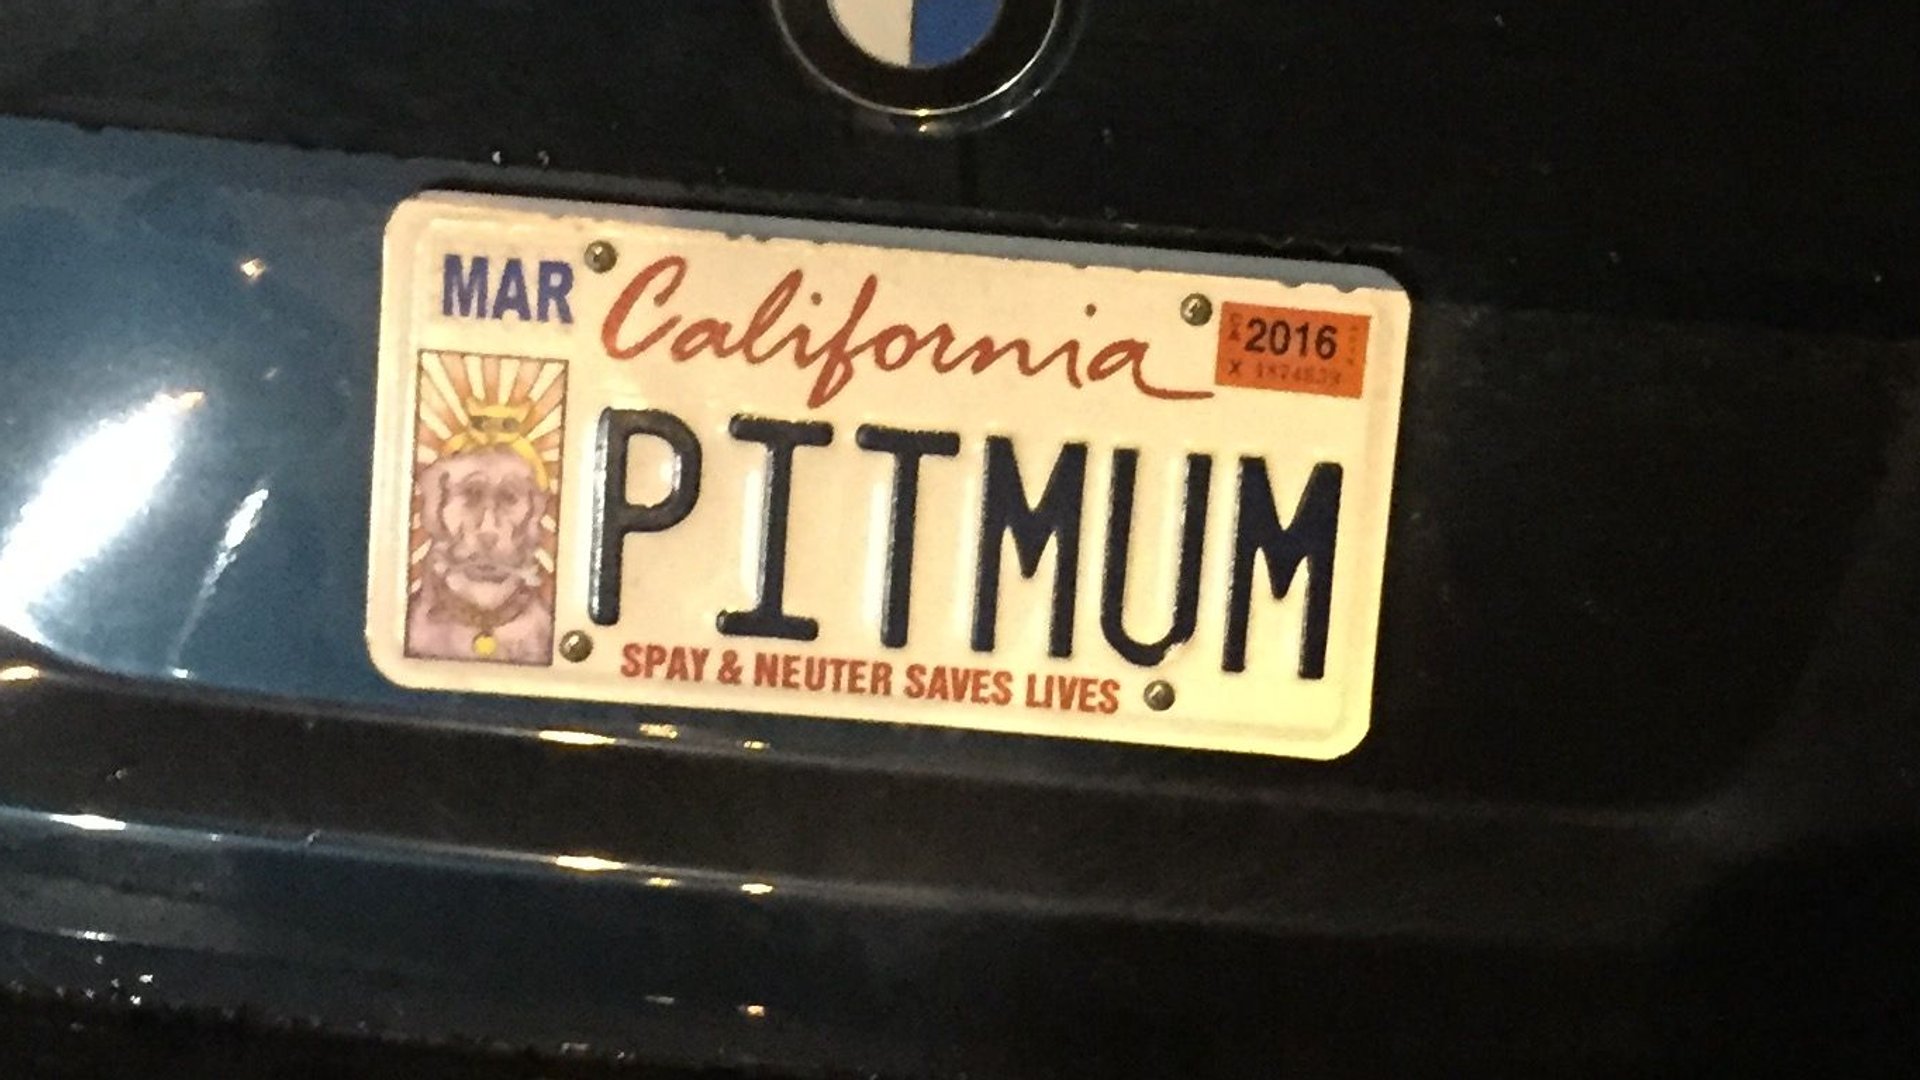 MAR
California
2016
PITMUM
SPAY & NEUTER SAVES LIVES